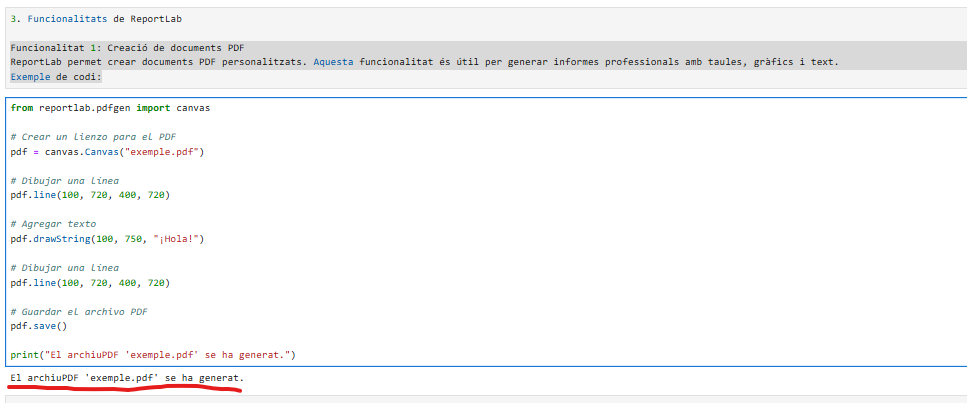 3. Funcionalitats de ReportLab
Funcionalitat 1: Creació de documents PDF
ReportLab permet crear documents PDF personalitzats. Aquesta funcionalitat és útil per generar informes professionals amb taules, gràfics i text.
Exemple de codi:
from reportlab.pdfgen import canvas
# Crear un lienzo para el PDF
pdf = canvas.Canvas("exemple.pdf")
# Dibujar una línea
pdf.line(100, 720, 400, 720)
# Agregar texto
pdf.drawString(100, 750, "¡Hola!")
# Dibujar una línea
pdf.line(100, 720, 400, 720)
# Guardar el archivo PDF
pdf.save()
print("El archiuPDF 'exemple.pdf' se ha generat.")
El archiuPDF 'exemple.pdf' se ha generat.